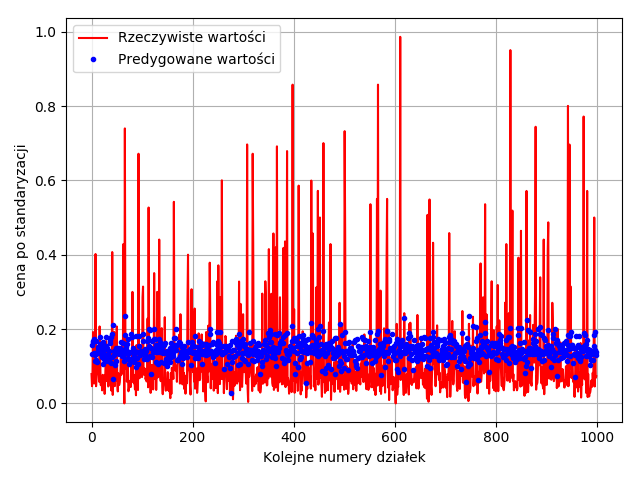 Rzeczywiste wartości
Predygowane wartości
cena po standaryzacji
1.0
0.8
0.6
0.4
0.2
0.0
0 200 400 600 800 1000
Kolejne numery działek